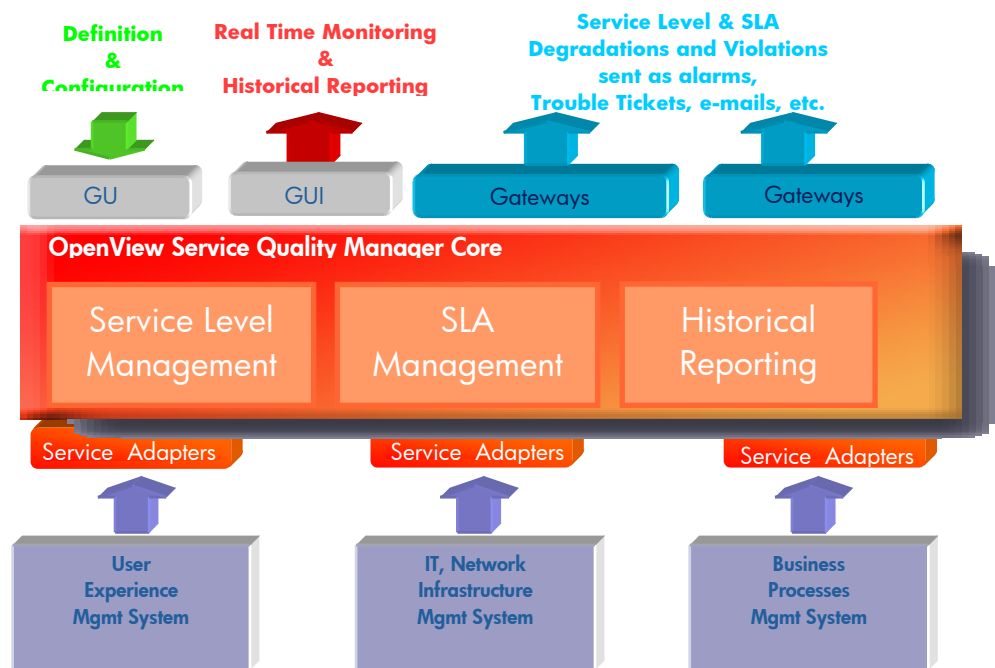 Definition
&
Configuration
Real Time Monitoring
&
Historical Reporting
Service Level & SLA
Degradations and Violations
sent as alarms,
Trouble Tickets, e-mails, etc.
GU
GUI
Gateways
Gateways
OpenView Service Quality Manager Core
Service Level
Management
SLA
Management
Historical
Reporting
Service Adapters
Service Adapters
Service Adapters
User
Experience
Mgmt System
IT, Network
Infrastructure
Mgmt System
Business
Processes
Mgmt System